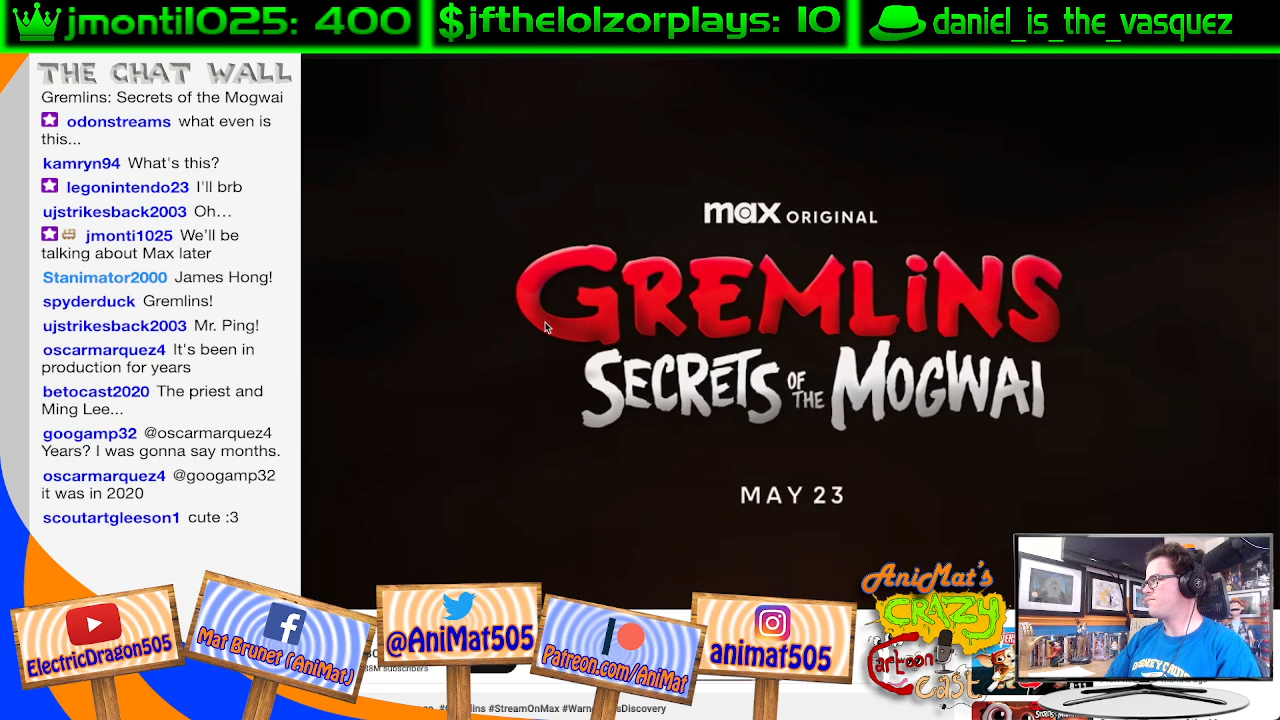 jmonti1025: 400
$jfthelolzorplays: 10
daniel_is_the_vasquez
THE CHAT WALL
Gremlins: Secrets of the Mogwai
odonstreams what even is
this...
kamryn94 What's this?
legonintendo23 I'll brb
ujstrikesback2003 Oh…
jmonti1025 We’ll be
talking about Max later
Stanimator2000 James Hong!
spyderduck Gremlins!
ujstrikesback2003 Mr. Ping!
oscarmarquez4 It's been in
production for years
betocast2020 The priest and
Ming Lee...
googamp32 @oscarmarquez4
Years? I was gonna say months.
oscarmarquez4 @googamp32
it was in 2020
scoutartgleeson1 cute :3
max ORIGINAL
GREMLiNS
SECRETS OF THE MOGWAI
MAY 23
ElectricDragon505
Mat Brunet (AniMat)
@AniMat505
Patreon.com/AniMat
animat505
AniMat's
CRAZY
Cartoon
Cast
subscribers
#StreamOnMax